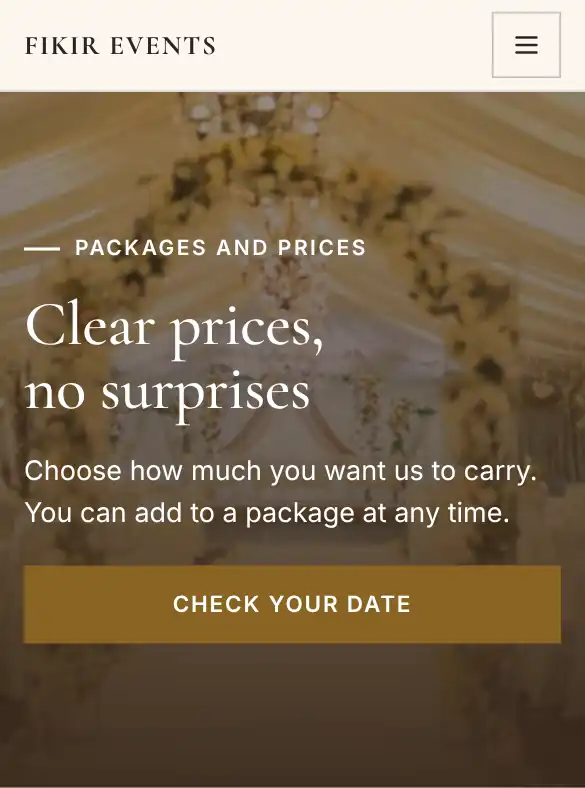 FIKIR EVENTS
PACKAGES AND PRICES
Clear prices,
no surprises
Choose how much you want us to carry.
You can add to a package at any time.
CHECK YOUR DATE